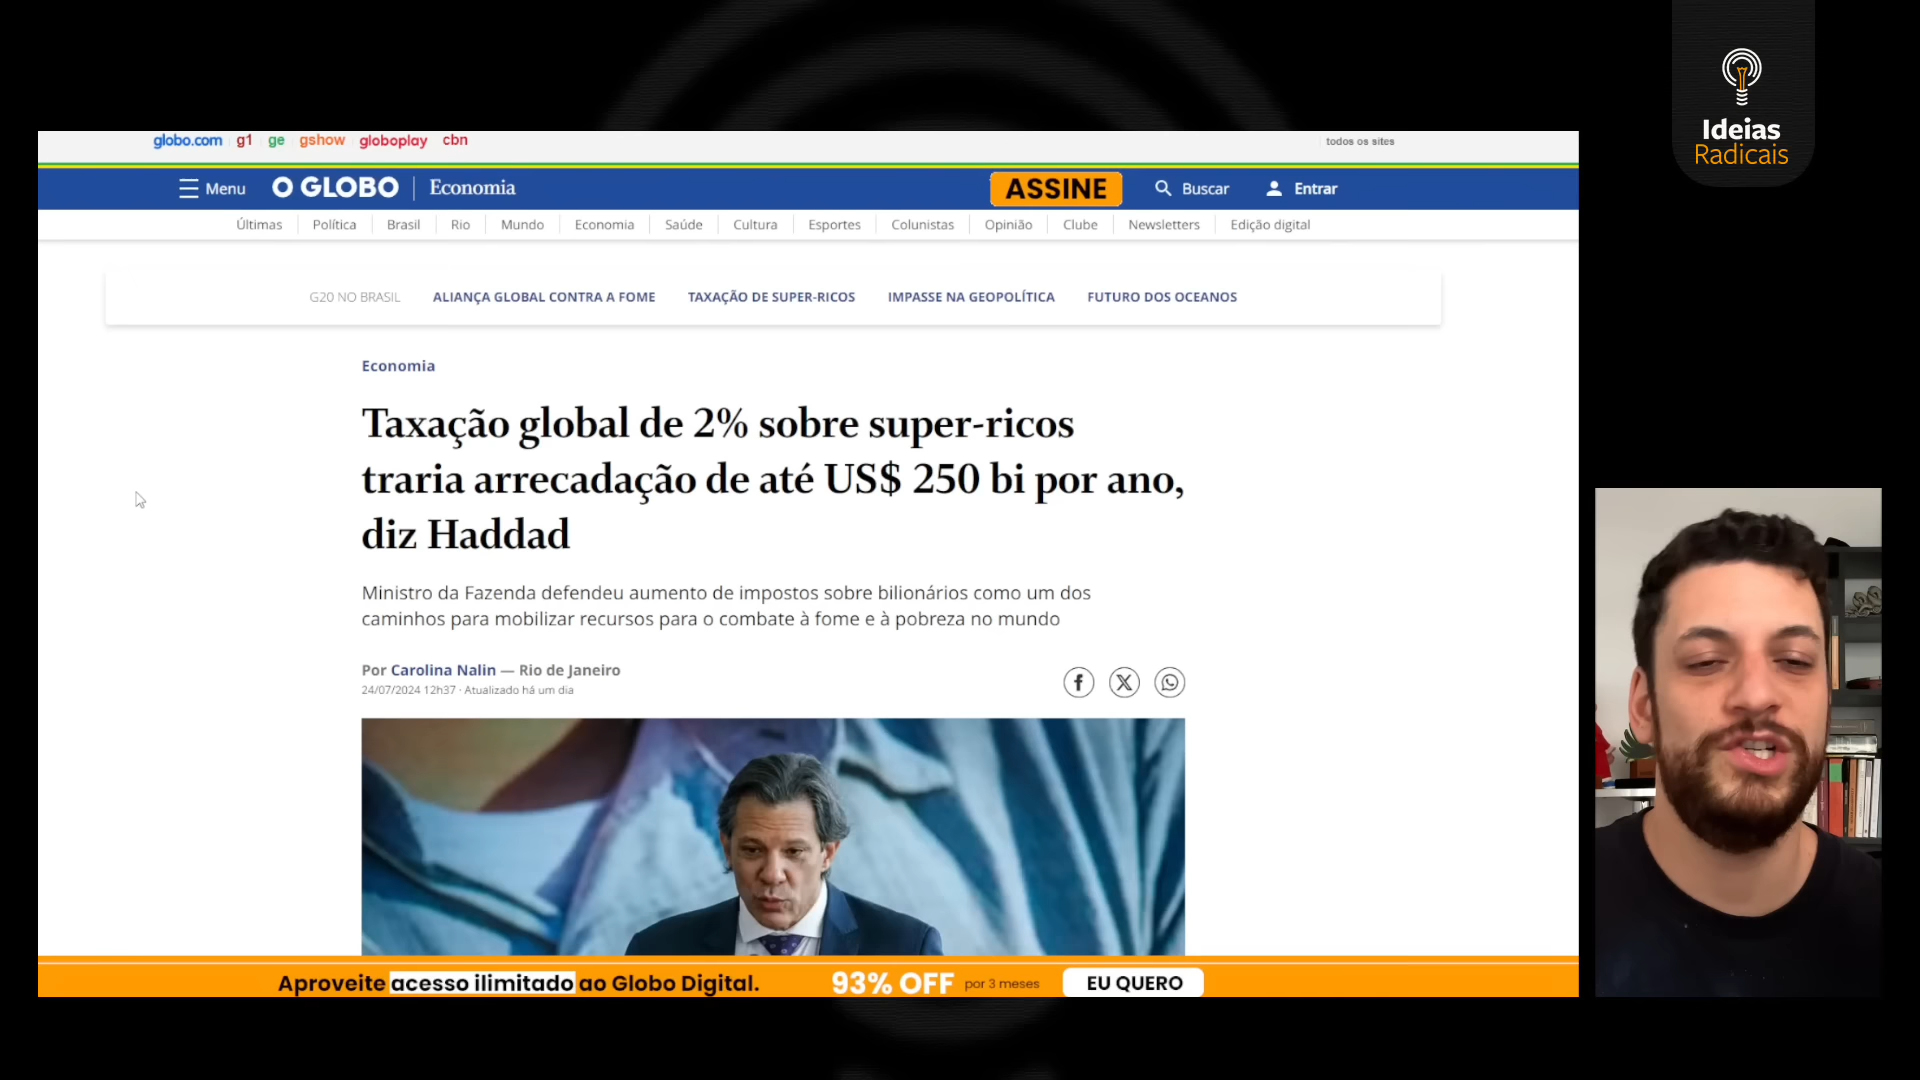 Ideias
Radicais
globo.com g1 ge gshow globoplay cbn
todos os sites
Menu O GLOBO Economia ASSINE Buscar Entrar
Últimas Política Brasil Rio Mundo Economia Saúde Cultura Esportes Colunistas Opinião Clube Newsletters Edição digital
G20 NO BRASIL ALIANÇA GLOBAL CONTRA A FOME TAXAÇÃO DE SUPER-RICOS IMPASSE NA GEOPOLÍTICA FUTURO DOS OCEANOS
Economia
Taxação global de 2% sobre super-ricos
traria arrecadação de até US$ 250 bi por ano,
diz Haddad
Ministro da Fazenda defendeu aumento de impostos sobre bilionários como um dos
caminhos para mobilizar recursos para o combate à fome e à pobreza no mundo
Por Carolina Nalin — Rio de Janeiro
24/07/2024 12h37 · Atualizado há um dia
Aproveite acesso ilimitado ao Globo Digital. 93% OFF por 3 meses EU QUERO